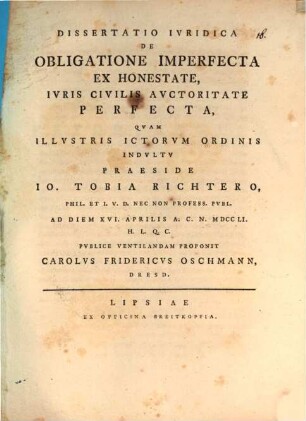 DISSERTATIO IVRIDICA
DE
OBLIGATIONE IMPERFECTA
EX HONESTATE,
IVRIS CIVILIS AVCTORITATE
PERFECTA,
QVAM
ILLVSTRIS ICTORVM ORDINIS
INDVLTV
PRAESIDE
IO. TOBIA RICHTERO,
PHIL. ET I. V. D. NEC NON PROFESS. PVBL.
AD DIEM XVI. APRILIS A. C. N. MDCCLI.
H. L. Q. C.
PVBLICE VENTILANDAM PROPONIT
CAROLVS FRIDERICVS OSCHMANN,
DRESD.
LIPSIAE
EX OFFICINA BREITKOPFIA.